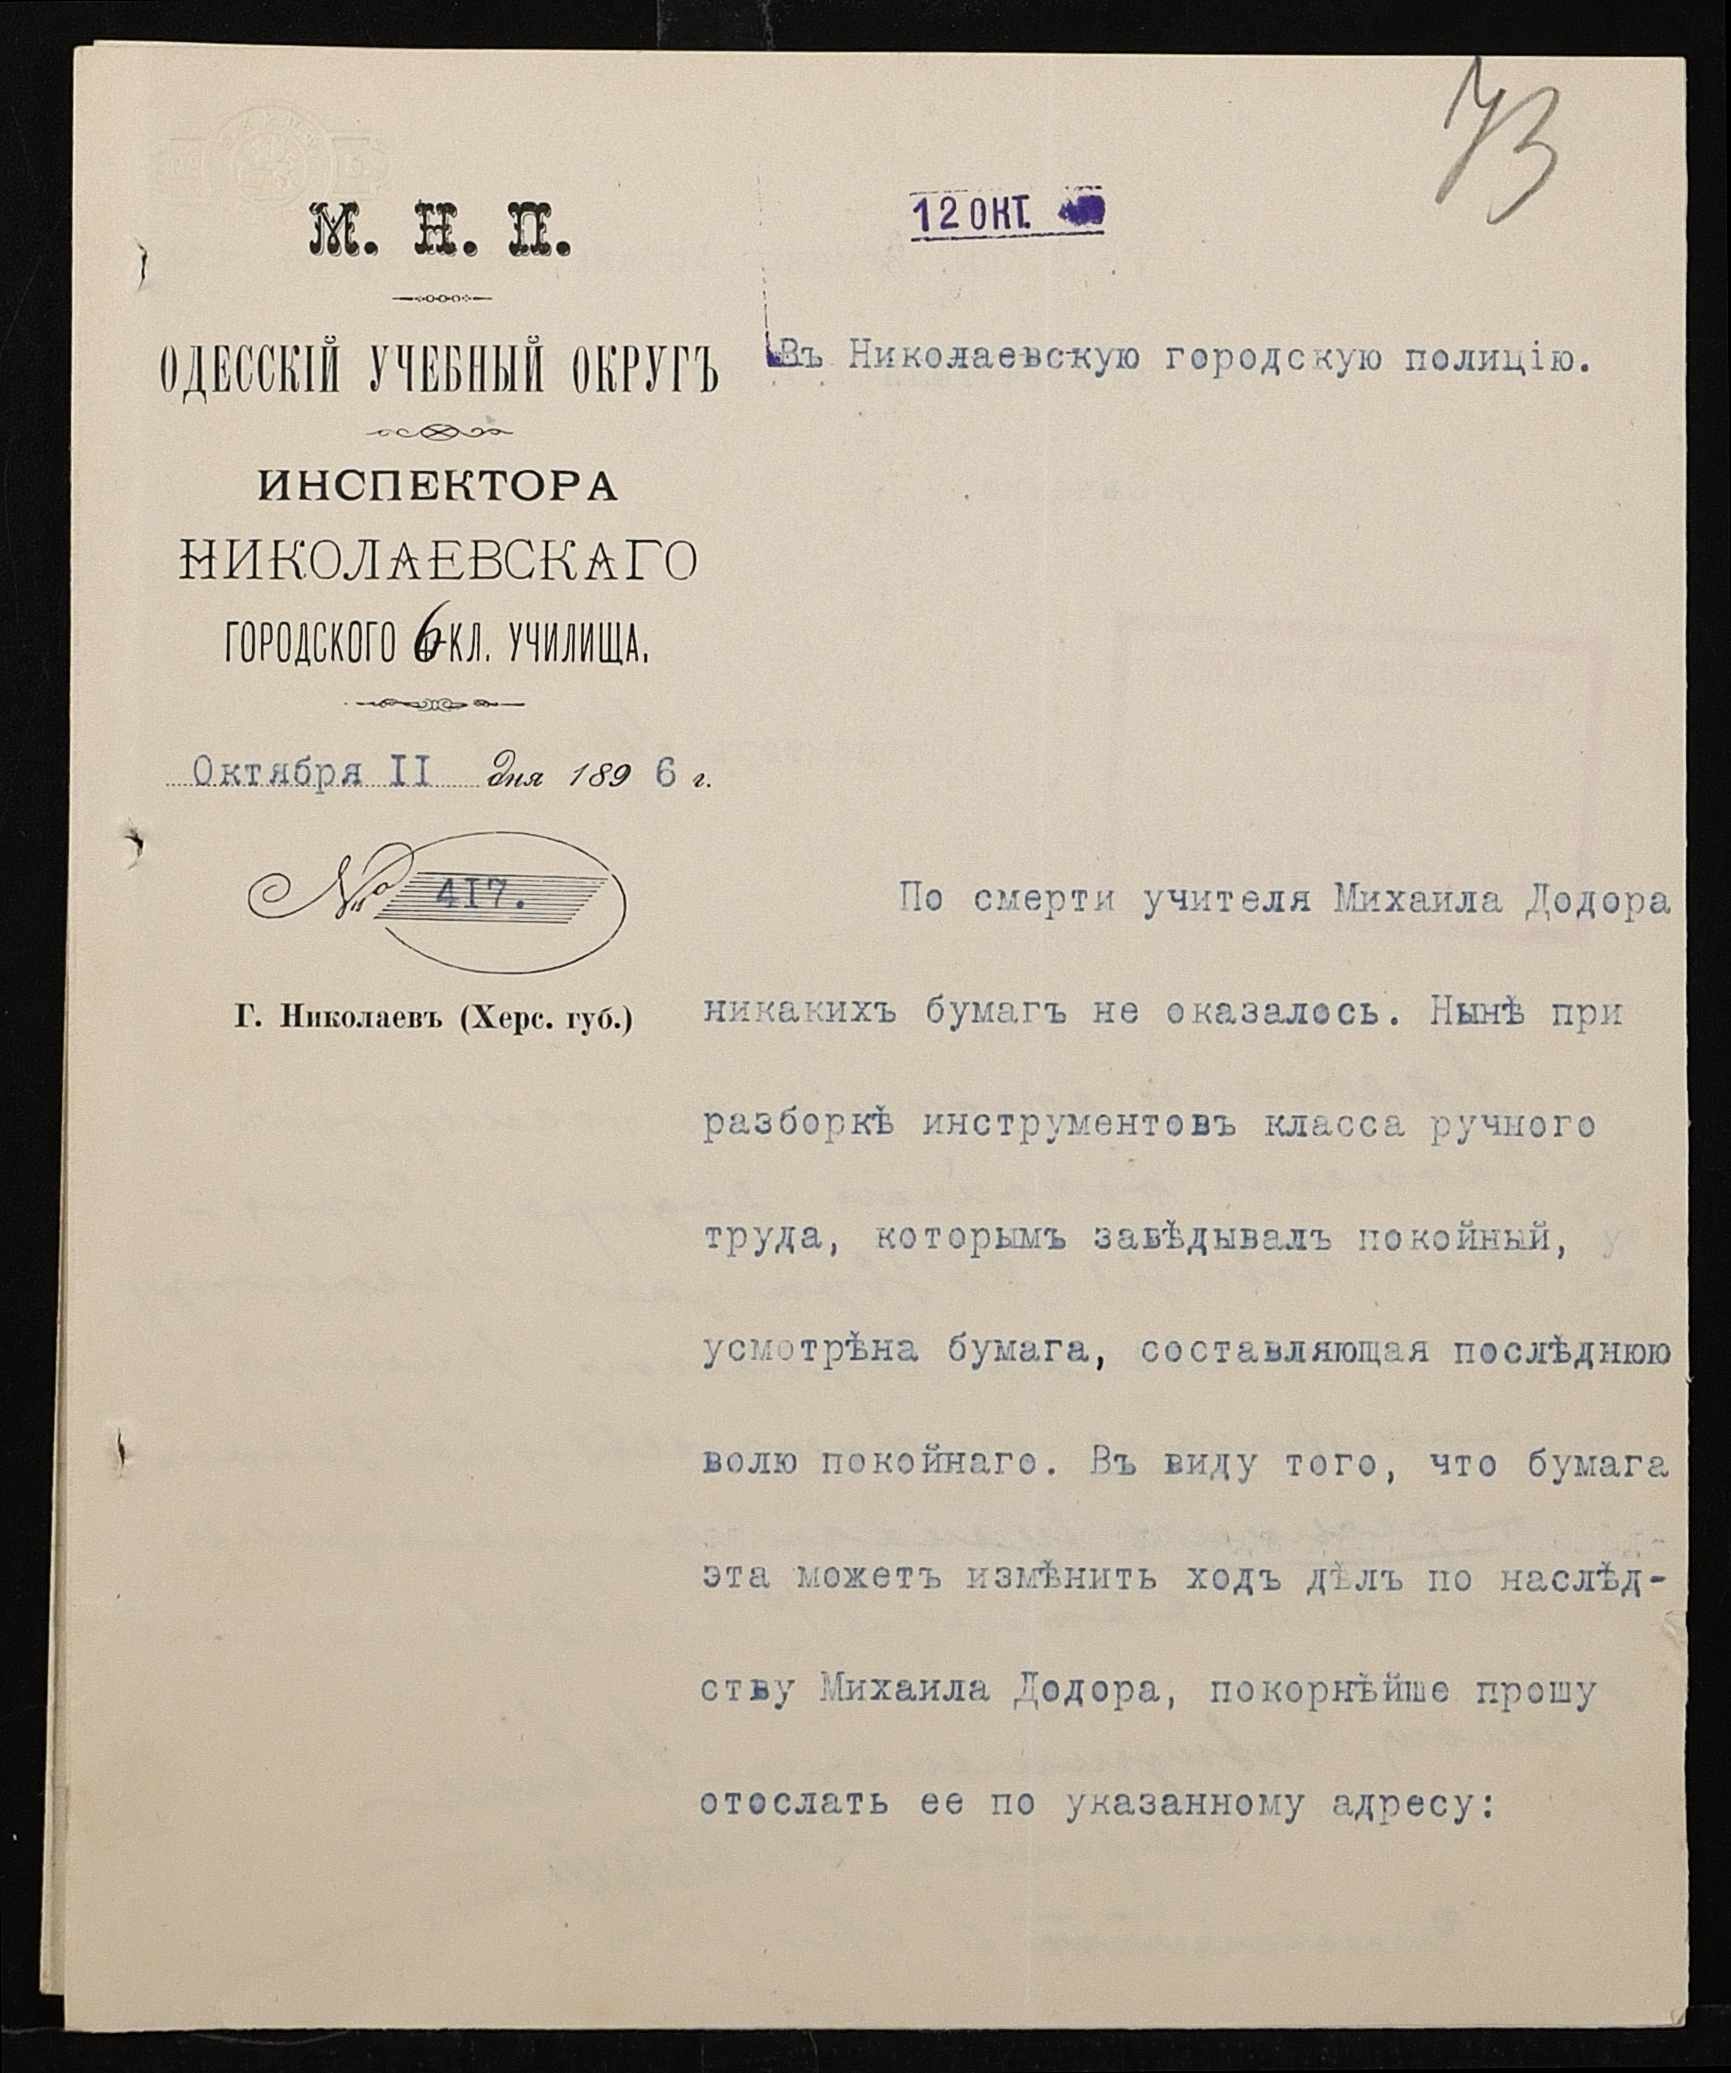 73
М. Н. П.
12 ОКТ.
ОДЕССКІЙ УЧЕБНЫЙ ОКРУГЪ
Въ Николаевскую городскую полицію.
ИНСПЕКТОРА
НИКОЛАЕВСКАГО
ГОРОДСКОГО 6-КЛ. УЧИЛИЩА.
Октября II дня 1896 г.
№ 4I7.
Г. Николаевъ (Херс. губ.)
По смерти учителя Михаила Додора
никакихъ бумагъ не оказалось. Нынѣ при
разборкѣ инструментовъ класса ручного
труда, которымъ завѣдывалъ покойный,
усмотрѣна бумага, составляющая послѣднюю
волю покойнаго. Въ виду того, что бумага
эта можетъ измѣнить ходъ дѣлъ по наслѣд-
ству Михаила Додора, покорнѣйше прошу
отослать ее по указанному адресу: